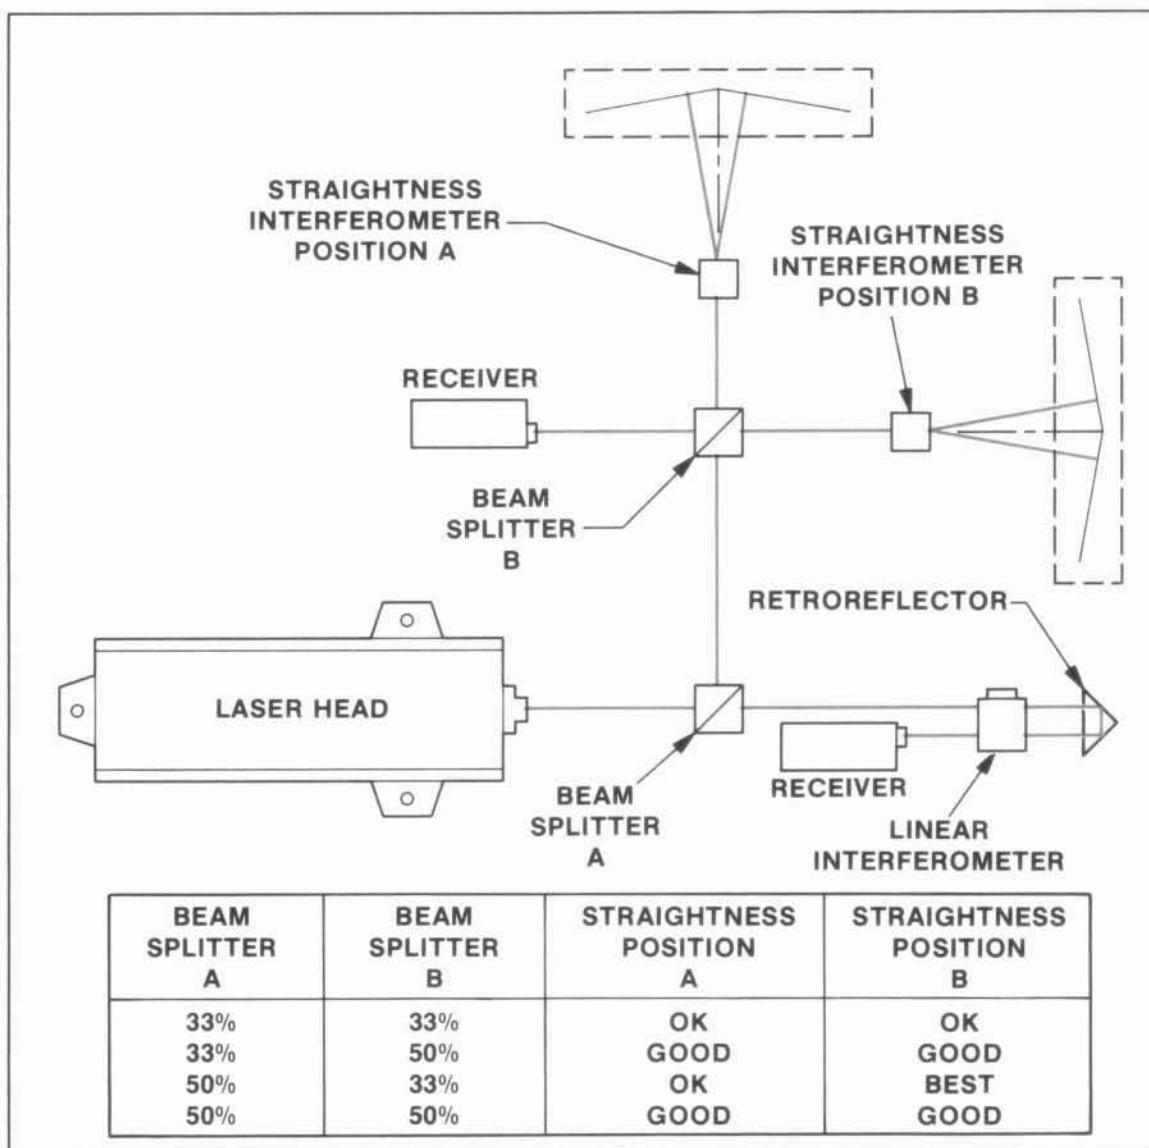 STRAIGHTNESS
INTERFEROMETER
POSITION A
STRAIGHTNESS
INTERFEROMETER
POSITION B
RECEIVER
BEAM
SPLITTER
B
RETROREFLECTOR
LASER HEAD
RECEIVER
BEAM
SPLITTER
A
LINEAR
INTERFEROMETER
BEAM SPLITTER A BEAM SPLITTER B STRAIGHTNESS POSITION A STRAIGHTNESS POSITION B
33% 33% OK OK
33% 50% GOOD GOOD
50% 33% OK BEST
50% 50% GOOD GOOD